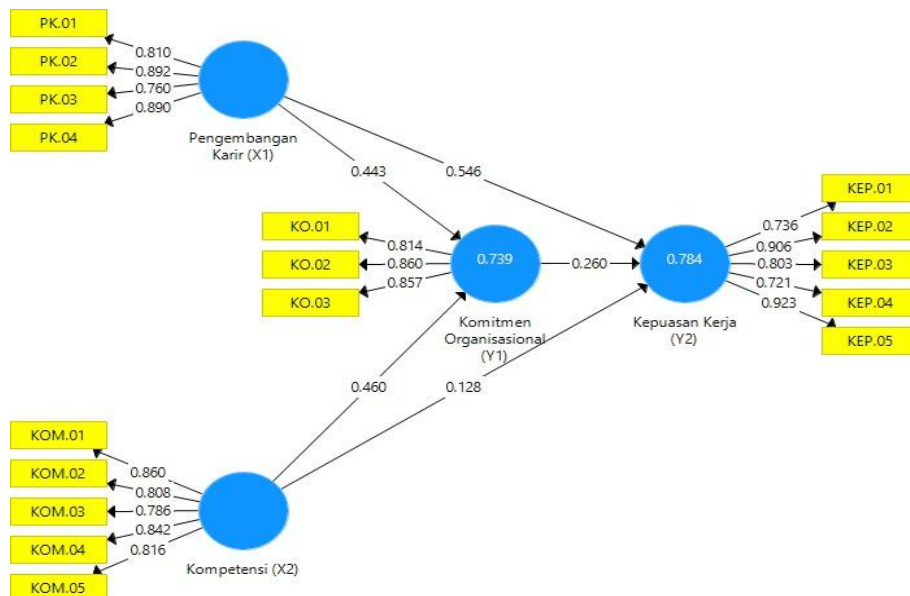 PK.01
PK.02
PK.03
PK.04
0.810
0.892
0.760
0.890
Pengembangan
Karir (X1)
0.443
0.546
KO.01
KO.02
KO.03
0.814
0.860
0.857
0.739
Komitmen
Organisasional
(Y1)
0.260
0.784
Kepuasan Kerja
(Y2)
KEP.01
KEP.02
KEP.03
KEP.04
KEP.05
0.736
0.906
0.803
0.721
0.923
0.460
0.128
KOM.01
KOM.02
KOM.03
KOM.04
KOM.05
0.860
0.808
0.786
0.842
0.816
Kompetensi (X2)